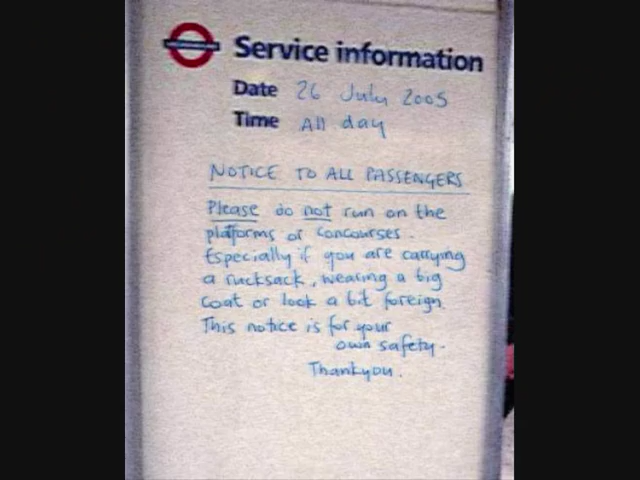 Service information
Date 26 July 2005
Time All day
NOTICE TO ALL PASSENGERS
Please do not run on the
platforms or concourses.
Especially if you are carrying
a rucksack, wearing a big
coat or look a bit foreign.
This notice is for your
own safety.
Thankyou.